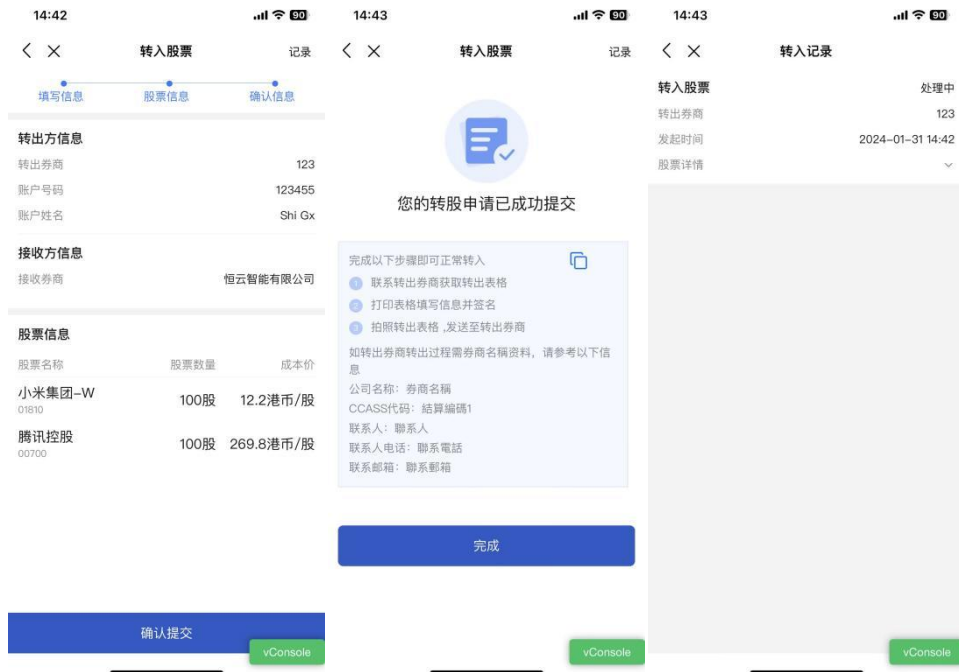 14:42
90
转入股票
记录
填写信息
股票信息
确认信息
转出方信息
转出券商 123
账户号码 123455
账户姓名 Shi Gx
接收方信息
接收券商 恒云智能有限公司
股票信息
股票名称 股票数量 成本价
小米集团-W 100股 12.2港币/股
01810
腾讯控股 100股 269.8港币/股
00700
确认提交
vConsole
14:43
90
转入股票
记录
您的转股申请已成功提交
完成以下步骤即可正常转入
1 联系转出券商获取转出表格
2 打印表格填写信息并签名
3 拍照转出表格 ,发送至转出券商
如转出券商转出过程需券商名稱资料，请参考以下信
息
公司名称：券商名稱
CCASS代码：結算編碼1
联系人：聯系人
联系人电话：聯系電話
联系邮箱：聯系郵箱
完成
vConsole
14:43
90
转入记录
转入股票 处理中
转出券商 123
发起时间 2024-01-31 14:42
股票详情
vConsole